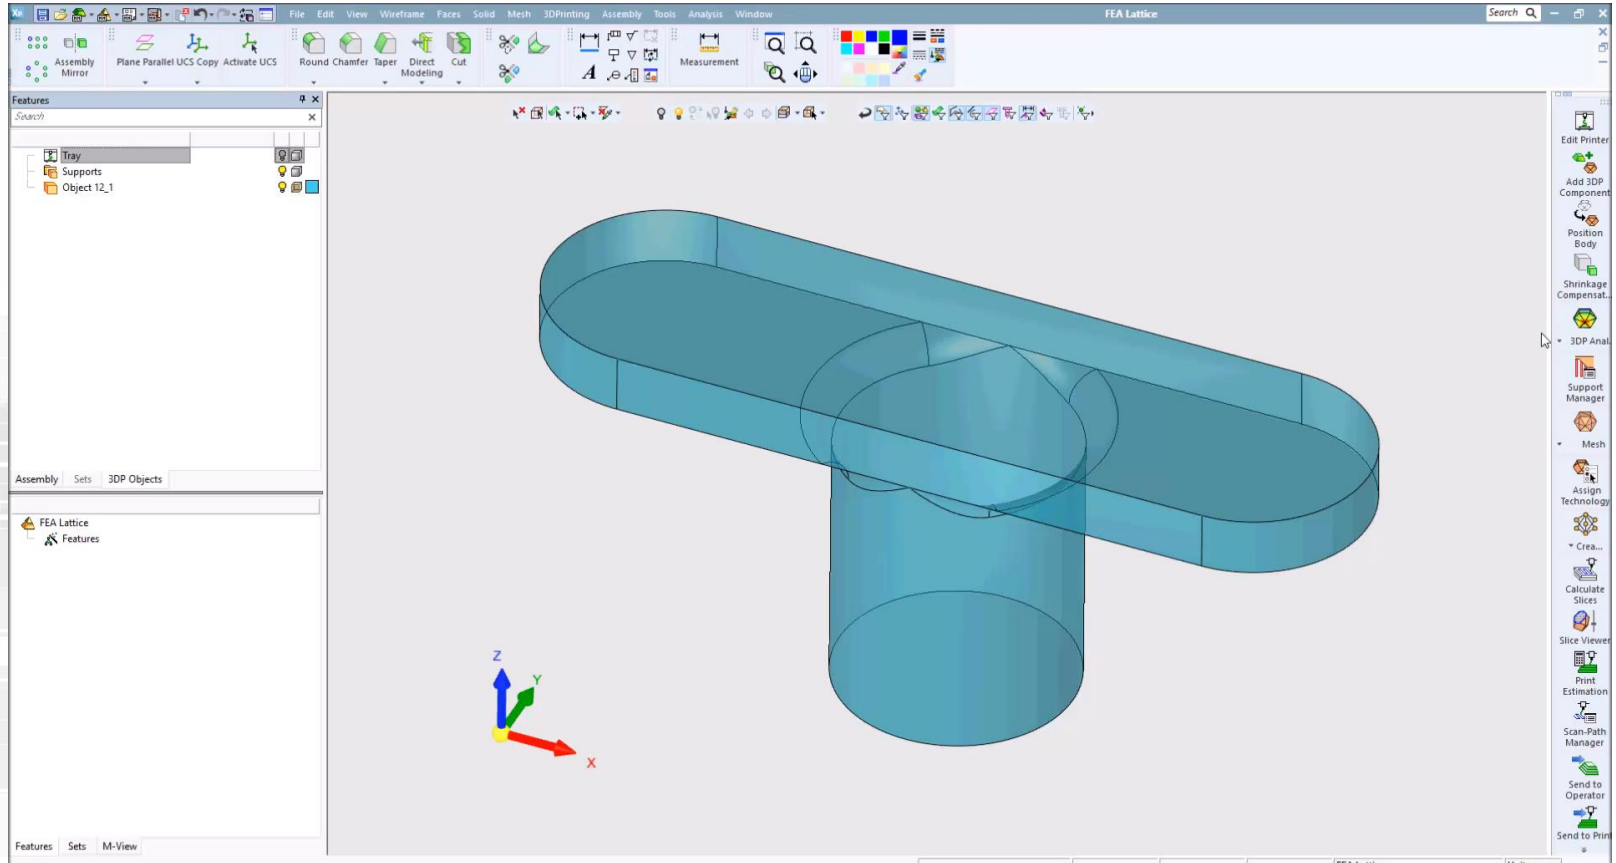 File Edit View Wireframe Faces Solid Mesh 3DPrinting Assembly Tools Analysis Window
FEA Lattice
Search
Assembly
Mirror
Plane Parallel UCS Copy Activate UCS
Round Chamfer Taper Direct
Modeling
Cut
A
Measurement
Features
Search
Tray
Supports
Object 12_1
Assembly Sets 3DP Objects
FEA Lattice
Features
Features Sets M-View
Z
Y
X
Edit Printer
Add 3DP
Component
Position
Body
Shrinkage
Compensat...
3DP Anal.
Support
Manager
Mesh
Assign
Technology
Crea...
Calculate
Slices
Slice Viewer
Print
Estimation
Scan-Path
Manager
Send to
Operator
Send to Print